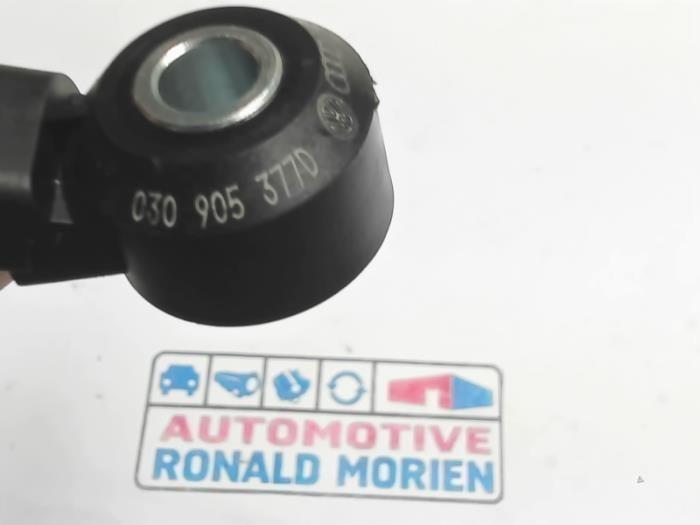 030 905 377D
AUTOMOTIVE
RONALD MORIEN